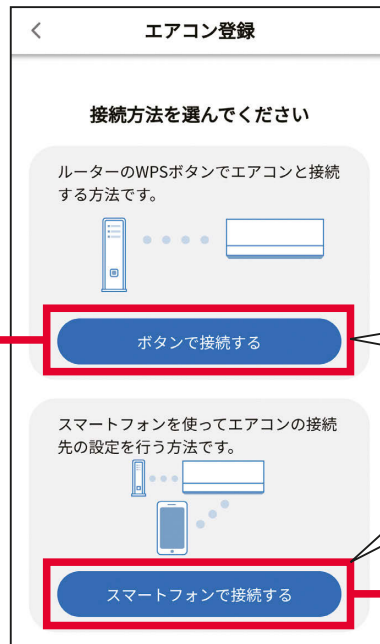 エアコン登録
接続方法を選んでください
ルーターのWPSボタンでエアコンと接続
する方法です。
ボタンで接続する
スマートフォンを使ってエアコンの接続
先の設定を行う方法です。
スマートフォンで接続する